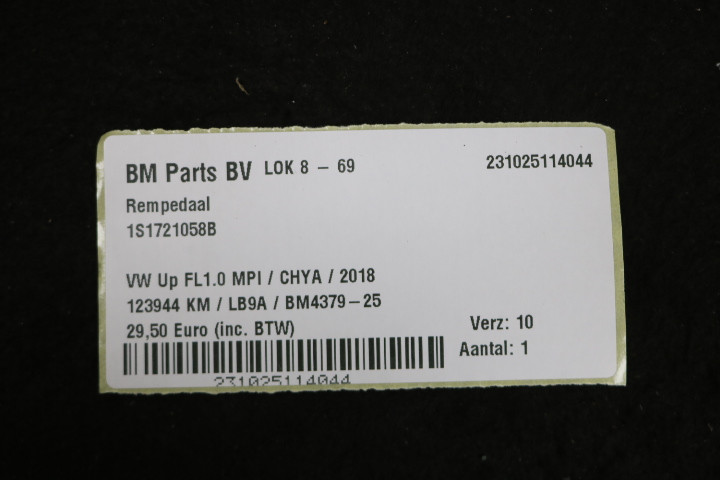 BM Parts BV LOK 8 – 69 231025114044
Rempedaal
1S1721058B
VW Up FL1.0 MPI / CHYA / 2018
123944 KM / LB9A / BM4379–25
29,50 Euro (inc. BTW)
Verz: 10
Aantal: 1
231025114044